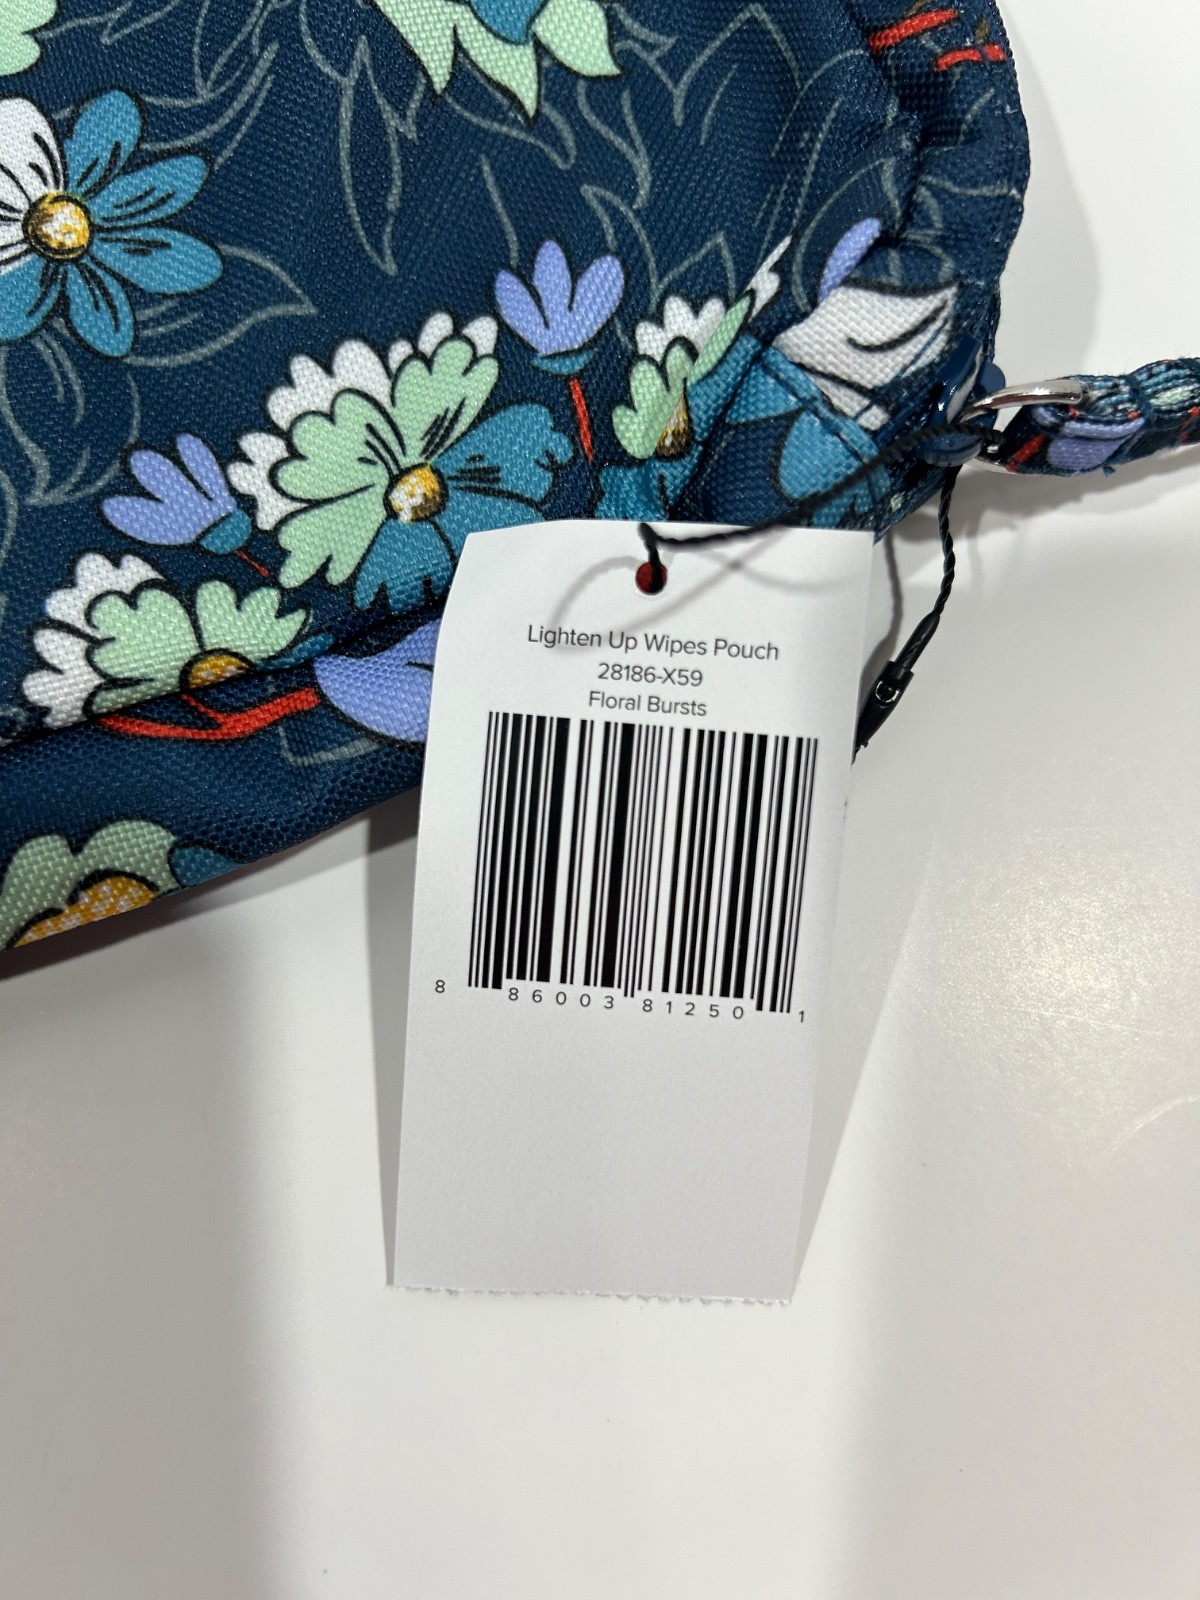 Lighten Up Wipes Pouch
28186-X59
Floral Bursts
8 86003 81250 1